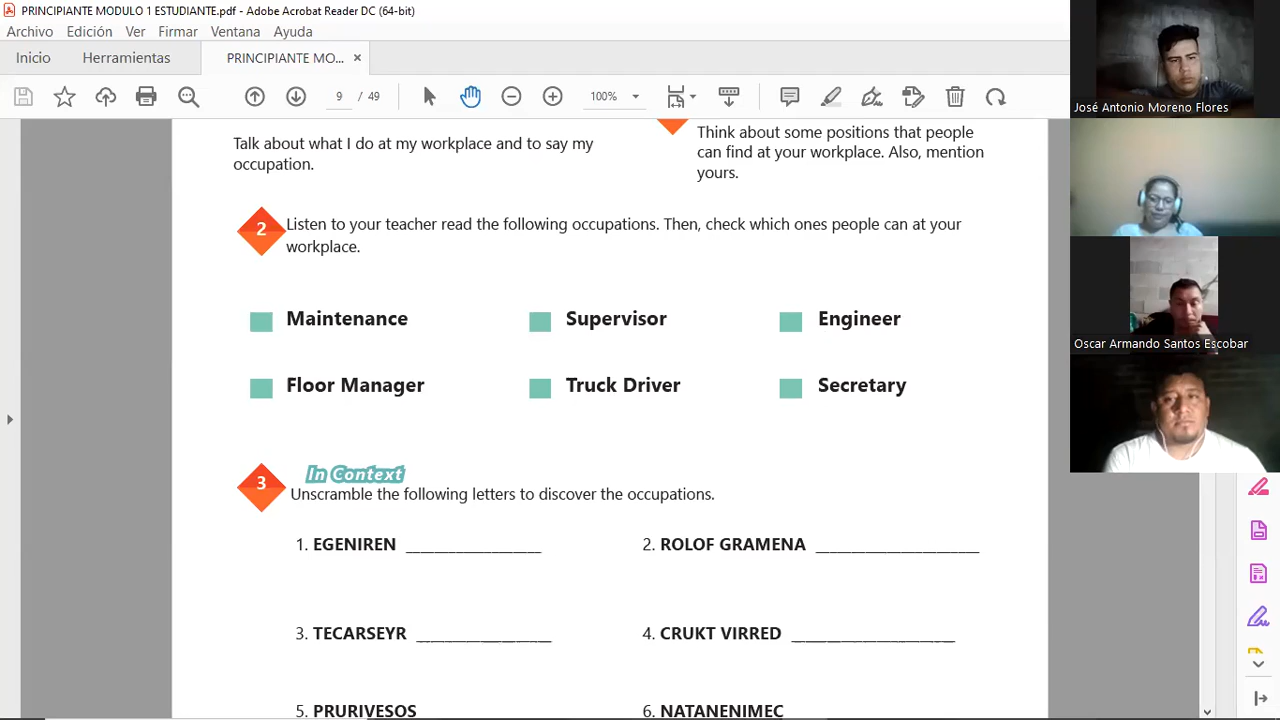 PRINCIPIANTE MODULO 1 ESTUDIANTE.pdf - Adobe Acrobat Reader DC (64-bit)
Archivo Edición Ver Firmar Ventana Ayuda
Inicio Herramientas PRINCIPIANTE MO... ×
9 / 49 100%
Talk about what I do at my workplace and to say my
occupation.
Think about some positions that people
can find at your workplace. Also, mention
yours.
2 Listen to your teacher read the following occupations. Then, check which ones people can at your
workplace.
Maintenance Supervisor Engineer
Floor Manager Truck Driver Secretary
In Context
3 Unscramble the following letters to discover the occupations.
1. EGENIREN ____________________ 2. ROLOF GRAMENA ________________________
3. TECARSEYR ____________________ 4. CRUKT VIRRED ________________________
5. PRURIVESOS 6. NATANENIMEC
José Antonio Moreno Flores
Oscar Armando Santos Escobar